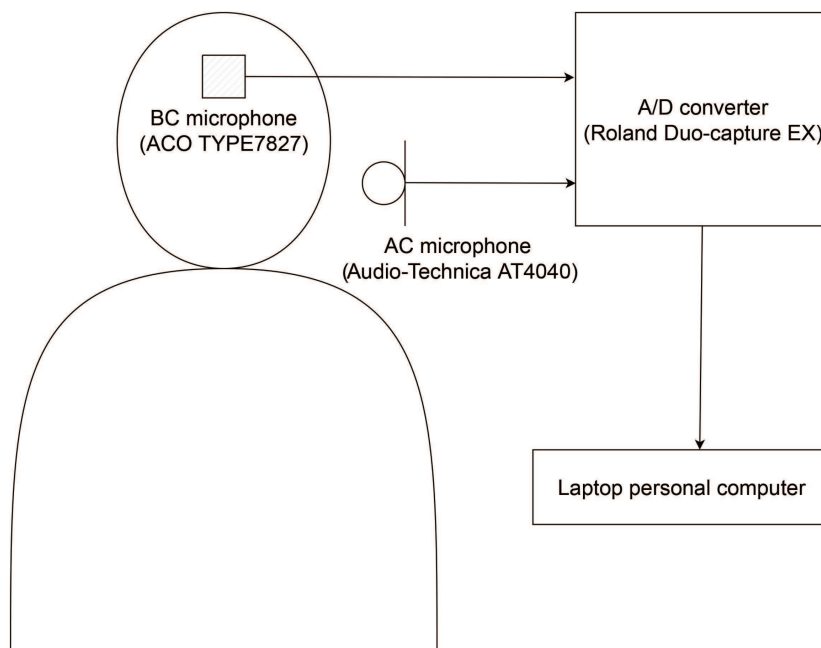 BC microphone
(ACO TYPE7827)
A/D converter
(Roland Duo-capture EX)
AC microphone
(Audio-Technica AT4040)
Laptop personal computer